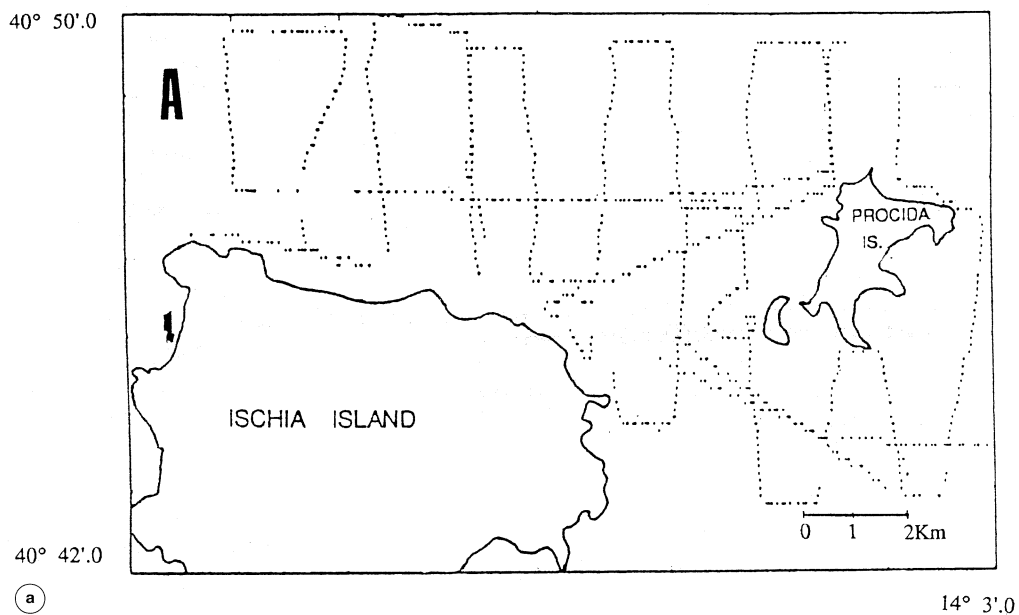 40° 50'.0
A
PROCIDA
IS.
ISCHIA ISLAND
0 1 2Km
40° 42'.0
a
14° 3'.0